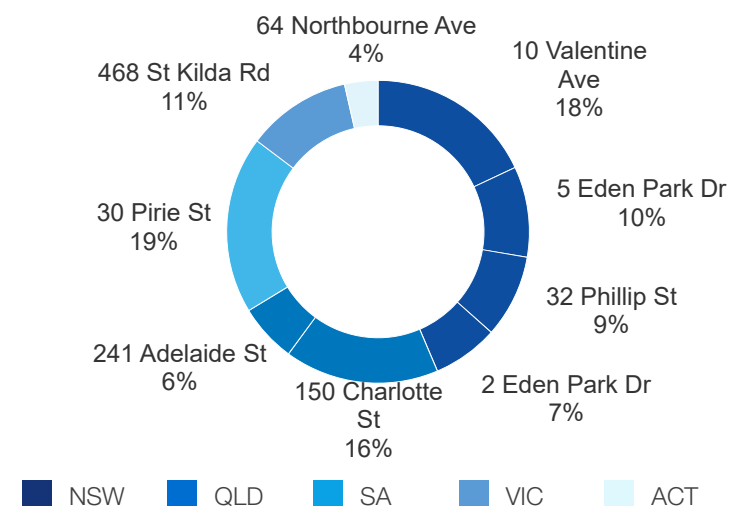 64 Northbourne Ave
4%
10 Valentine
Ave
18%
468 St Kilda Rd
11%
5 Eden Park Dr
10%
30 Pirie St
19%
32 Phillip St
9%
241 Adelaide St
6%
2 Eden Park Dr
7%
150 Charlotte
St
16%
NSW QLD SA VIC ACT